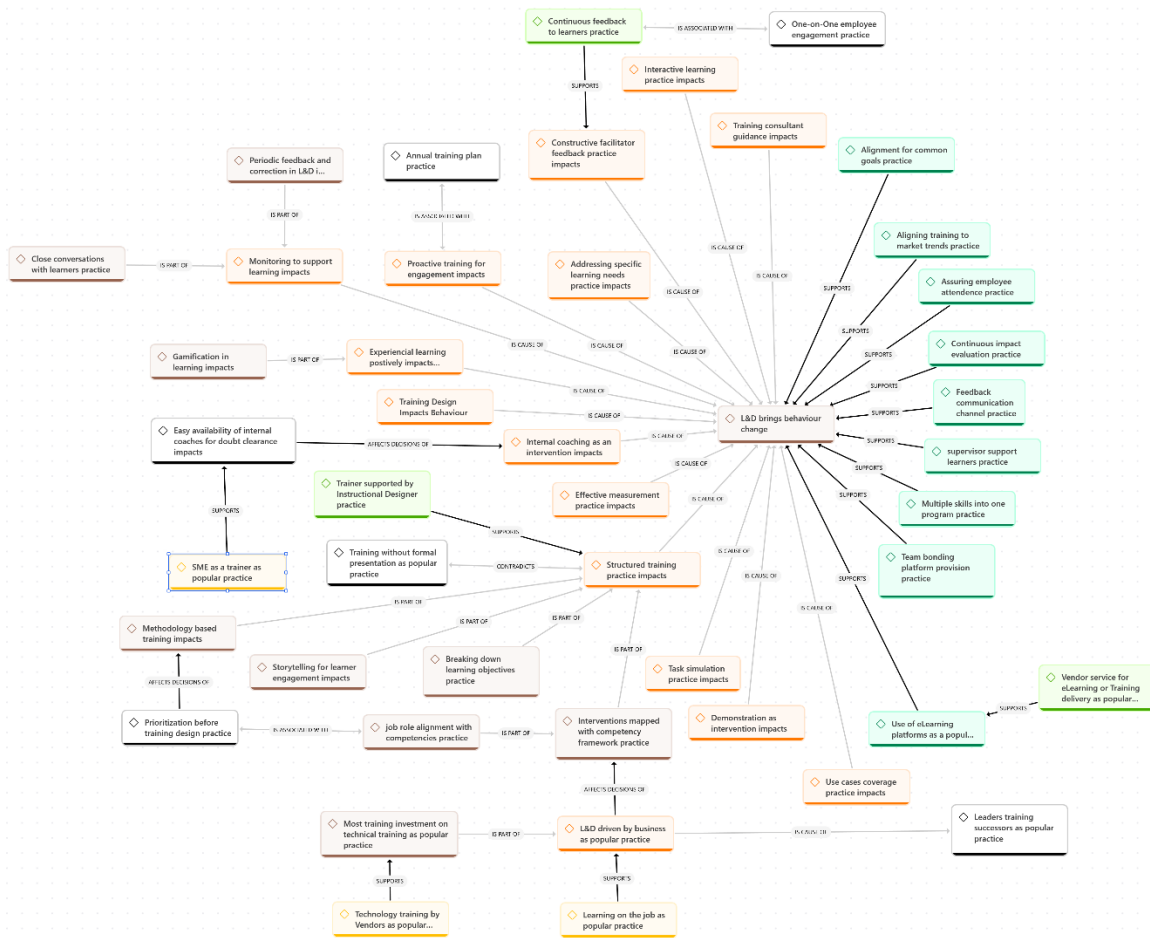 Continuous feedback
to learners practice
IS ASSOCIATED WITH
One-on-One employee
engagement practice
Interactive learning
practice impacts
SUPPORTS
Training consultant
guidance impacts
Constructive facilitator
feedback practice
impacts
Alignment for common
goals practice
Periodic feedback and
correction in L&D i...
Annual training plan
practice
IS PART OF
IS ASSOCIATED WITH
Close conversations
with learners practice
IS PART OF
Monitoring to support
learning impacts
Proactive training for
engagement impacts
Addressing specific
learning needs
practice impacts
IS CAUSE OF
IS CAUSE OF
IS CAUSE OF
Aligning training to
market trends practice
SUPPORTS
Assuring employee
attendence practice
SUPPORTS
SUPPORTS
Gamification in
learning impacts
IS PART OF
Experiencial learning
postively impacts...
IS CAUSE OF
IS CAUSE OF
IS CAUSE OF
Continuous impact
evaluation practice
SUPPORTS
IS CAUSE OF
Training Design
Impacts Behaviour
IS CAUSE OF
L&D brings behaviour
change
SUPPORTS
Feedback
communication
channel practice
Easy availability of internal
coaches for doubt clearance
impacts
AFFECTS DECISIONS OF
Internal coaching as an
intervention impacts
IS CAUSE OF
SUPPORTS
supervisor support
learners practice
IS CAUSE OF
SUPPORTS
Trainer supported by
Instructional Designer
practice
Effective measurement
practice impacts
IS CAUSE OF
SUPPORTS
Multiple skills into one
program practice
SUPPORTS
SUPPORTS
Training without formal
presentation as popular
practice
CONTRADICTS
Structured training
practice impacts
IS CAUSE OF
Team bonding
platform provision
practice
SME as a trainer as
popular practice
IS CAUSE OF
SUPPORTS
IS PART OF
IS PART OF
IS PART OF
IS CAUSE OF
Methodology based
training impacts
IS PART OF
Storytelling for learner
engagement impacts
Breaking down
learning objectives
practice
Task simulation
practice impacts
AFFECTS DECISIONS OF
Vendor service for
eLearning or Training
delivery as popular...
SUPPORTS
Prioritization before
training design practice
IS ASSOCIATED WITH
job role alignment with
competencies practice
IS PART OF
Interventions mapped
with competency
framework practice
Demonstration as
intervention impacts
Use of eLearning
platforms as a popul...
AFFECTS DECISIONS OF
Use cases coverage
practice impacts
Most training investment on
technical training as popular
practice
IS PART OF
L&D driven by business
as popular practice
IS CAUSE OF
Leaders training
successors as popular
practice
SUPPORTS
SUPPORTS
Technology training by
Vendors as popular...
Learning on the job as
popular practice